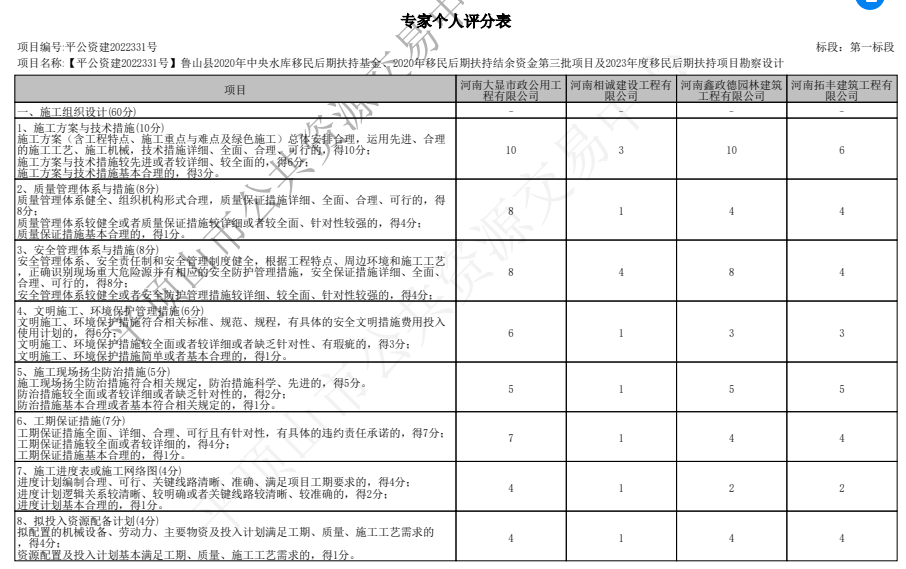 专家个人评分表
项目编号:平公资建2022331号
标段: 第一标段
项目名称:【平公资建2022331号】鲁山县2020年中央水库移民后期扶持基金、2020年移民后期扶持结余资金第三批项目及2023年度移民后期扶持项目勘察设计
项目 河南大显市政公用工程有限公司 河南相诚建设工程有限公司 河南鑫政德园林建筑工程有限公司 河南拓丰建筑工程有限公司
一、施工组织设计(60分) - - - -
1、施工方案与技术措施(10分)
施工方案（含工程特点、施工重点与难点及绿色施工）总体安排合理，运用先进、合理
的施工工艺、施工机械，技术措施详细、全面、合理、可行的，得10分;
施工方案与技术措施较先进或者较详细、较全面的，得6分;
施工方案与技术措施基本合理的，得3分。
10 3 10 6
2、质量管理体系与措施(8分)
质量管理体系健全、组织机构形式合理，质量保证措施详细、全面、合理、可行的，得
8分;
质量管理体系较健全或者质量保证措施较详细或者较全面、针对性较强的，得4分;
质量保证措施基本合理的，得1分。
8 1 4 4
3、安全管理体系与措施(8分)
安全管理体系、安全责任制和安全管理制度健全，根据工程特点、周边环境和施工工艺
，正确识别现场重大危险源并有相应的安全防护管理措施，安全保证措施详细、全面、
合理、可行的，得8分;
安全管理体系较健全或者安全防护管理措施较详细、较全面、针对性较强的，得4分;
8 4 8 4
4、文明施工、环境保护管理措施(6分)
文明施工、环境保护措施符合相关标准、规范、规程，有具体的安全文明措施费用投入
使用计划的，得6分;
文明施工、环境保护措施较全面或者较详细或者缺乏针对性、有瑕疵的，得3分;
文明施工、环境保护措施简单或者基本合理的，得1分。
6 1 3 3
5、施工现场扬尘防治措施(5分)
施工现场扬尘防治措施符合相关规定，防治措施科学、先进的，得5分。
防治措施较全面或者较详细或者缺乏针对性的，得2分;
防治措施基本合理或者基本符合相关规定的，得1分。
5 1 5 5
6、工期保证措施(7分)
工期保证措施全面、详细、合理、可行且有针对性，有具体的违约责任承诺的，得7分;
工期保证措施较全面或者较详细的，得4分;
工期保证措施基本合理的，得1分。
7 1 4 4
7、施工进度表或施工网络图(4分)
进度计划编制合理、可行、关键线路清晰、准确、满足项目工期要求的，得4分;
进度计划逻辑关系较清晰、较明确或者关键线路较清晰、较准确的，得2分;
进度计划基本合理的，得1分。
4 1 2 2
8、拟投入资源配备计划(4分)
拟配置的机械设备、劳动力、主要物资及投入计划满足工期、质量、施工工艺需求的
，得4分;
资源配置及投入计划基本满足工期、质量、施工工艺需求的，得1分。
4 1 4 4
平顶山市公共资源交易中
平顶山市公共资源交易中